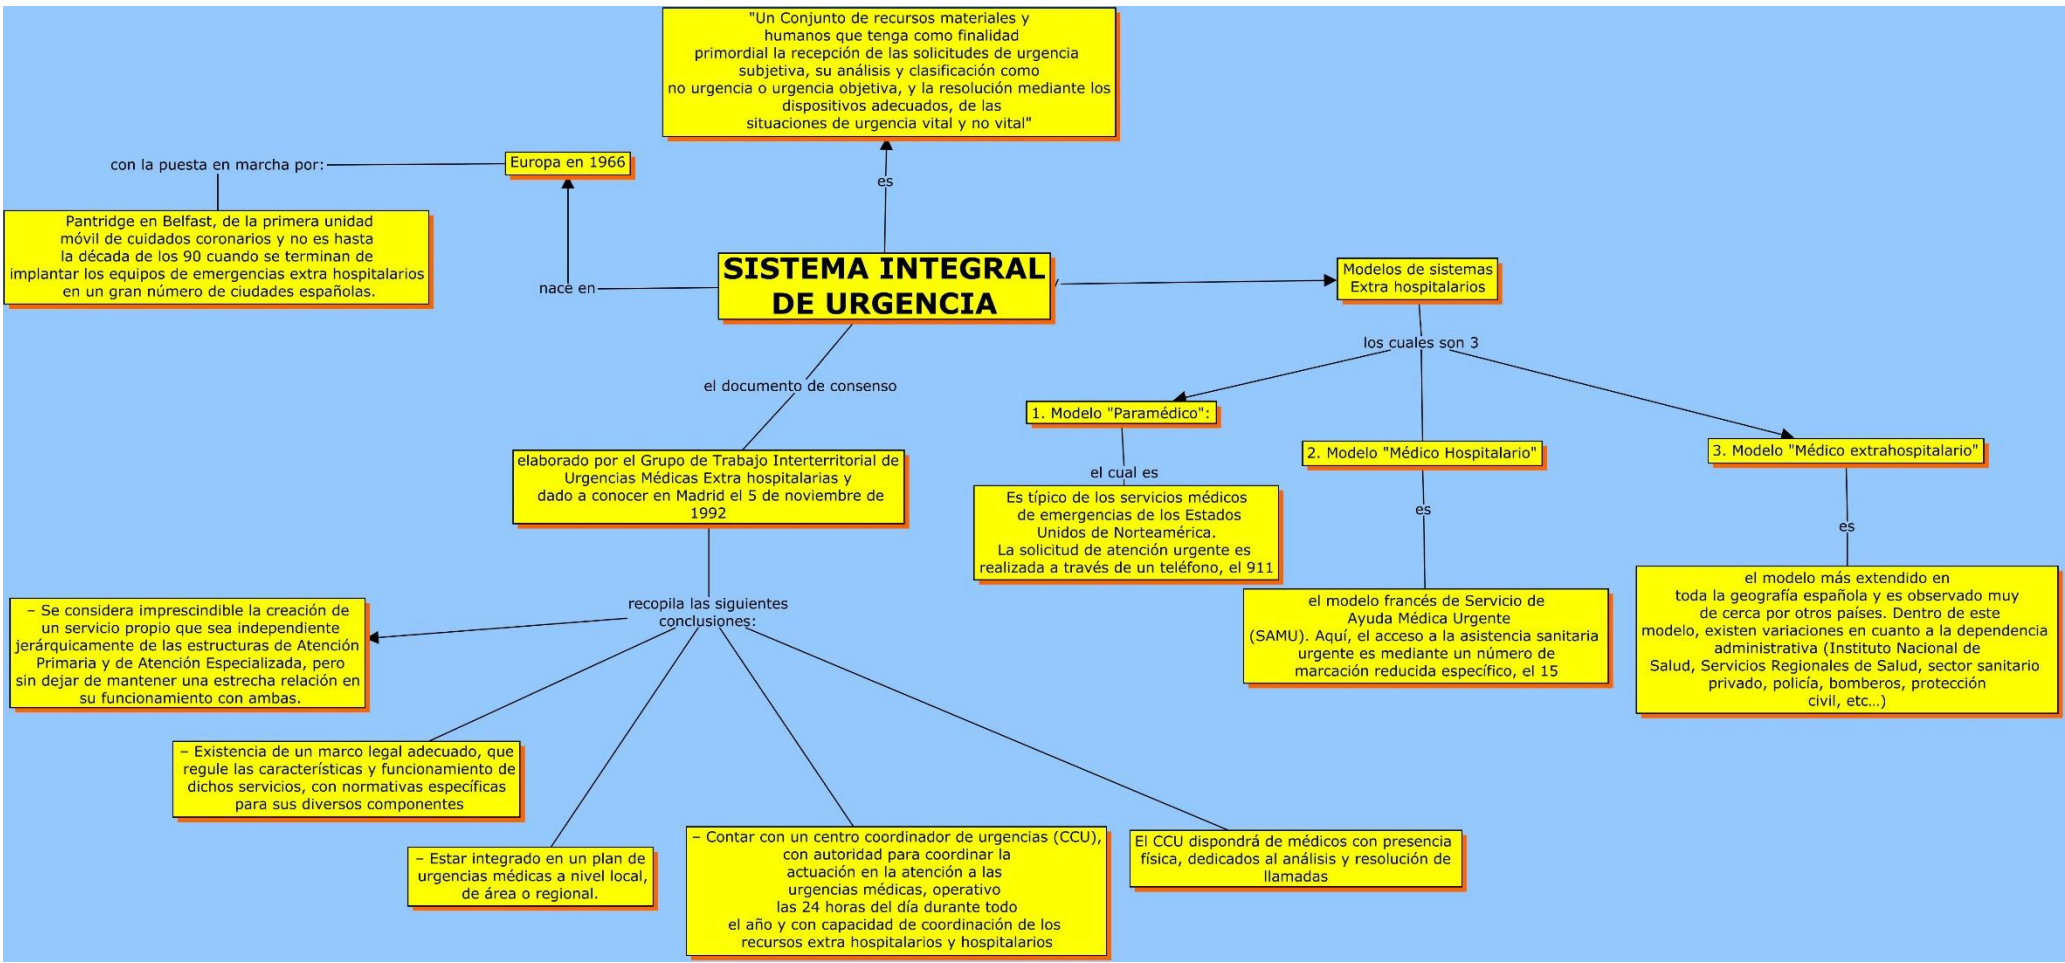 "Un Conjunto de recursos materiales y
humanos que tenga como finalidad
primordial la recepción de las solicitudes de urgencia
subjetiva, su análisis y clasificación como
no urgencia o urgencia objetiva, y la resolución mediante los
dispositivos adecuados, de las
situaciones de urgencia vital y no vital"
es
SISTEMA INTEGRAL
DE URGENCIA
nace en
Europa en 1966
con la puesta en marcha por:
Pantridge en Belfast, de la primera unidad
móvil de cuidados coronarios y no es hasta
la década de los 90 cuando se terminan de
implantar los equipos de emergencias extra hospitalarios
en un gran número de ciudades españolas.
el documento de consenso
elaborado por el Grupo de Trabajo Interterritorial de
Urgencias Médicas Extra hospitalarias y
dado a conocer en Madrid el 5 de noviembre de
1992
recopila las siguientes
conclusiones:
– Se considera imprescindible la creación de
un servicio propio que sea independiente
jerárquicamente de las estructuras de Atención
Primaria y de Atención Especializada, pero
sin dejar de mantener una estrecha relación en
su funcionamiento con ambas.
– Existencia de un marco legal adecuado, que
regule las características y funcionamiento de
dichos servicios, con normativas específicas
para sus diversos componentes
– Estar integrado en un plan de
urgencias médicas a nivel local,
de área o regional.
– Contar con un centro coordinador de urgencias (CCU),
con autoridad para coordinar la
actuación en la atención a las
urgencias médicas, operativo
las 24 horas del día durante todo
el año y con capacidad de coordinación de los
recursos extra hospitalarios y hospitalarios
El CCU dispondrá de médicos con presencia
física, dedicados al análisis y resolución de
llamadas
Modelos de sistemas
Extra hospitalarios
los cuales son 3
1. Modelo "Paramédico":
el cual es
Es típico de los servicios médicos
de emergencias de los Estados
Unidos de Norteamérica.
La solicitud de atención urgente es
realizada a través de un teléfono, el 911
2. Modelo "Médico Hospitalario"
es
el modelo francés de Servicio de
Ayuda Médica Urgente
(SAMU). Aquí, el acceso a la asistencia sanitaria
urgente es mediante un número de
marcación reducida específico, el 15
3. Modelo "Médico extrahospitalario"
es
el modelo más extendido en
toda la geografía española y es observado muy
de cerca por otros países. Dentro de este
modelo, existen variaciones en cuanto a la dependencia
administrativa (Instituto Nacional de
Salud, Servicios Regionales de Salud, sector sanitario
privado, policía, bomberos, protección
civil, etc...)